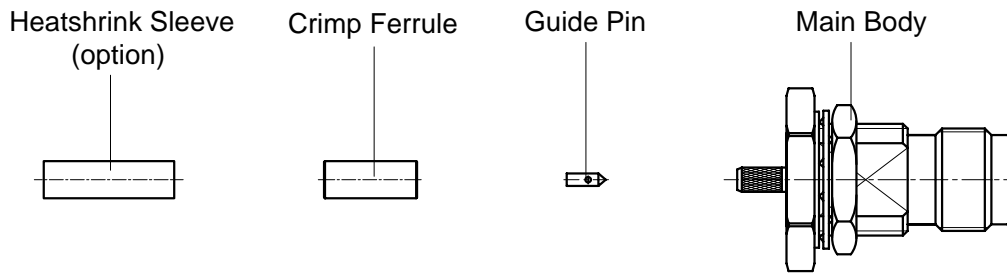 Heatshrink Sleeve
(option)
Crimp Ferrule
Guide Pin
Main Body